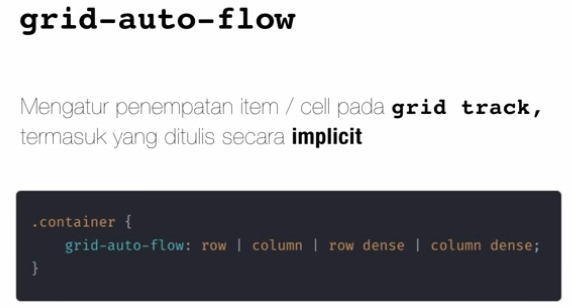 grid-auto-flow
Mengatur penempatan item / cell pada grid track,
termasuk yang ditulis secara implicit
.container {
    grid-auto-flow: row | column | row dense | column dense;
}